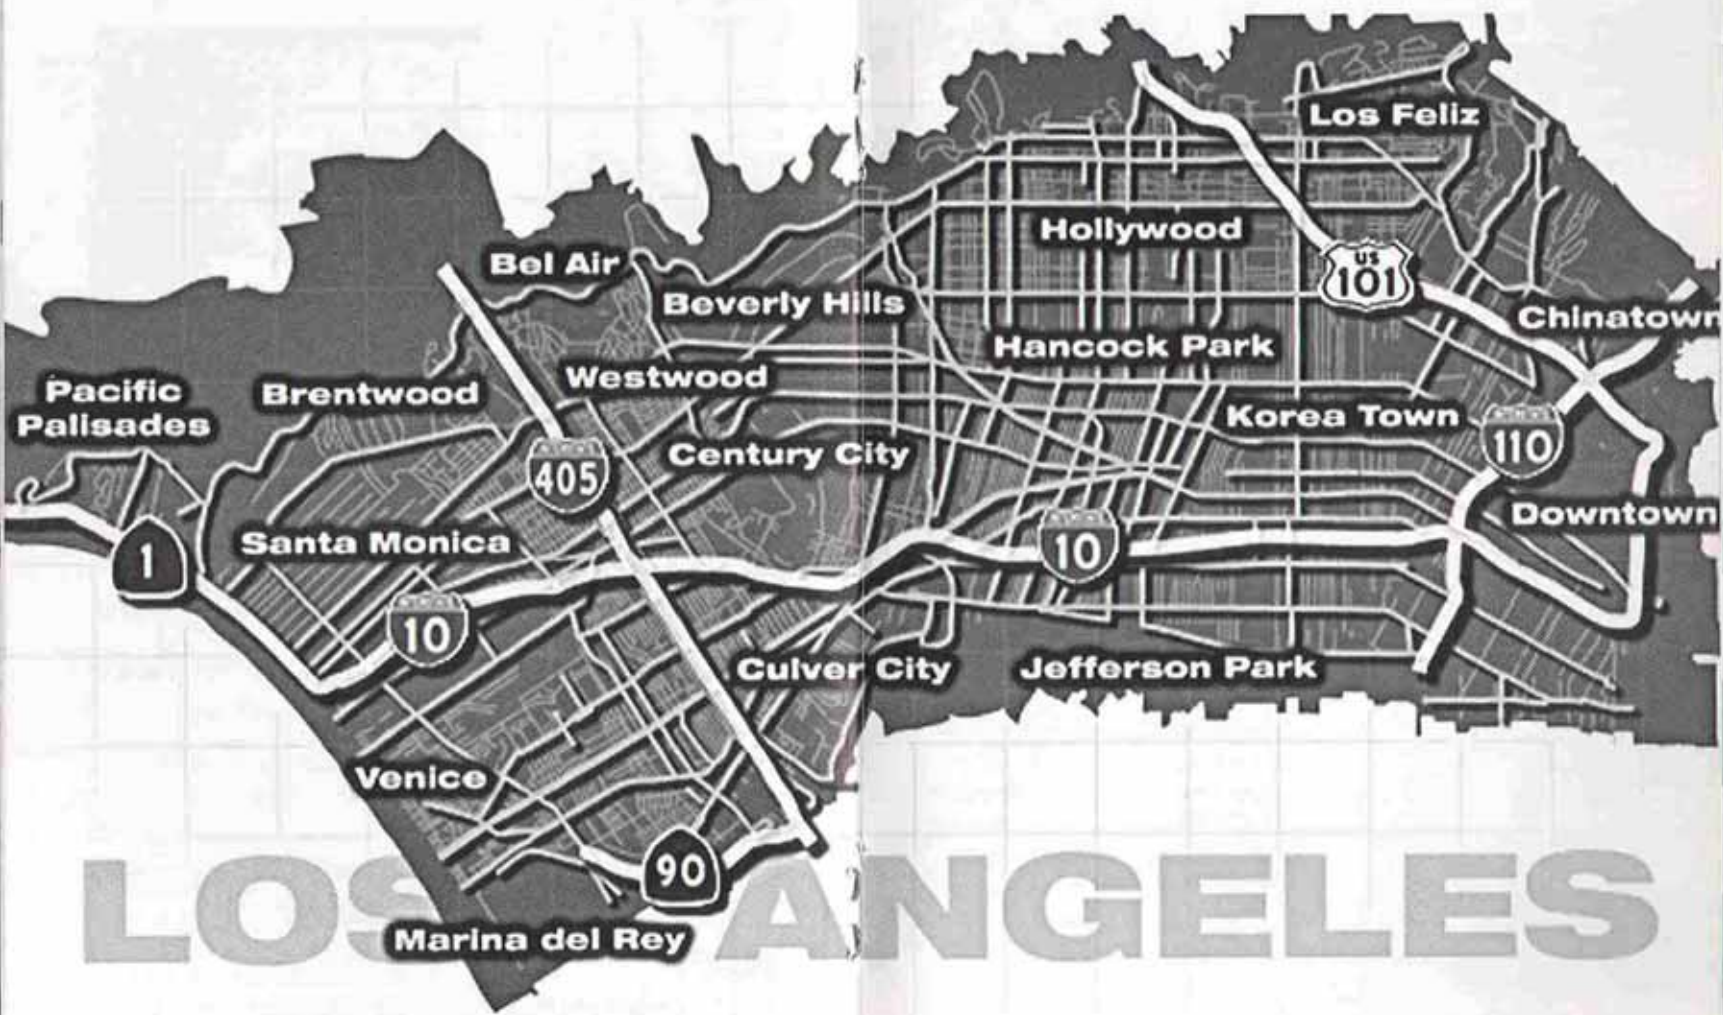 Los Feliz
Hollywood
Bel Air
US
101
Beverly Hills
Chinatown
Hancock Park
Pacific
Palisades
Brentwood
Westwood
Korea Town
110
Century City
405
Downtown
Santa Monica
1
10
10
Culver City
Jefferson Park
Venice
90
LOS ANGELES
Marina del Rey